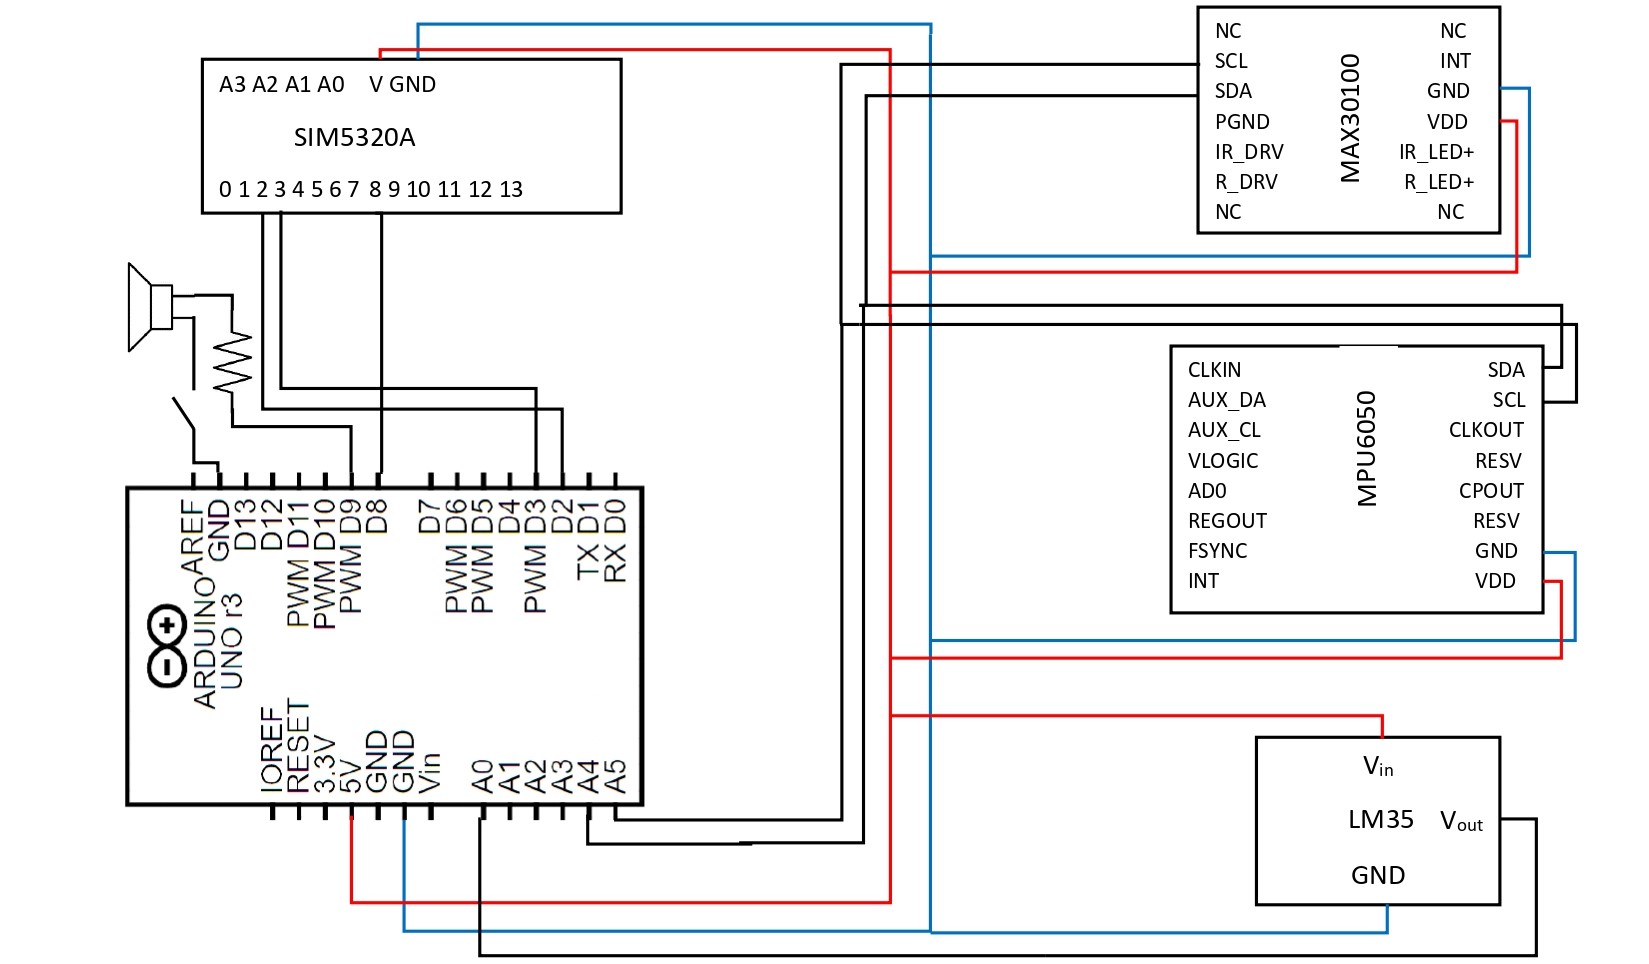 A3 A2 A1 A0 V GND
SIM5320A
0 1 2 3 4 5 6 7 8 9 10 11 12 13
NC
SCL
SDA
PGND
IR_DRV
R_DRV
NC
MAX30100
NC
INT
GND
VDD
IR_LED+
R_LED+
NC
CLKIN
AUX_DA
AUX_CL
VLOGIC
AD0
REGOUT
FSYNC
INT
MPU6050
SDA
SCL
CLKOUT
RESV
CPOUT
RESV
GND
VDD
AREF
GND
D13
D12
PWM D11
PWM D10
PWM D9
D8
D7
PWM D6
PWM D5
D4
PWM D3
D2
TX D1
RX D0
ARDUINO
UNO r3
IOREF
RESET
3.3V
5V
GND
GND
Vin
A0
A1
A2
A3
A4
A5
Vin
LM35 Vout
GND